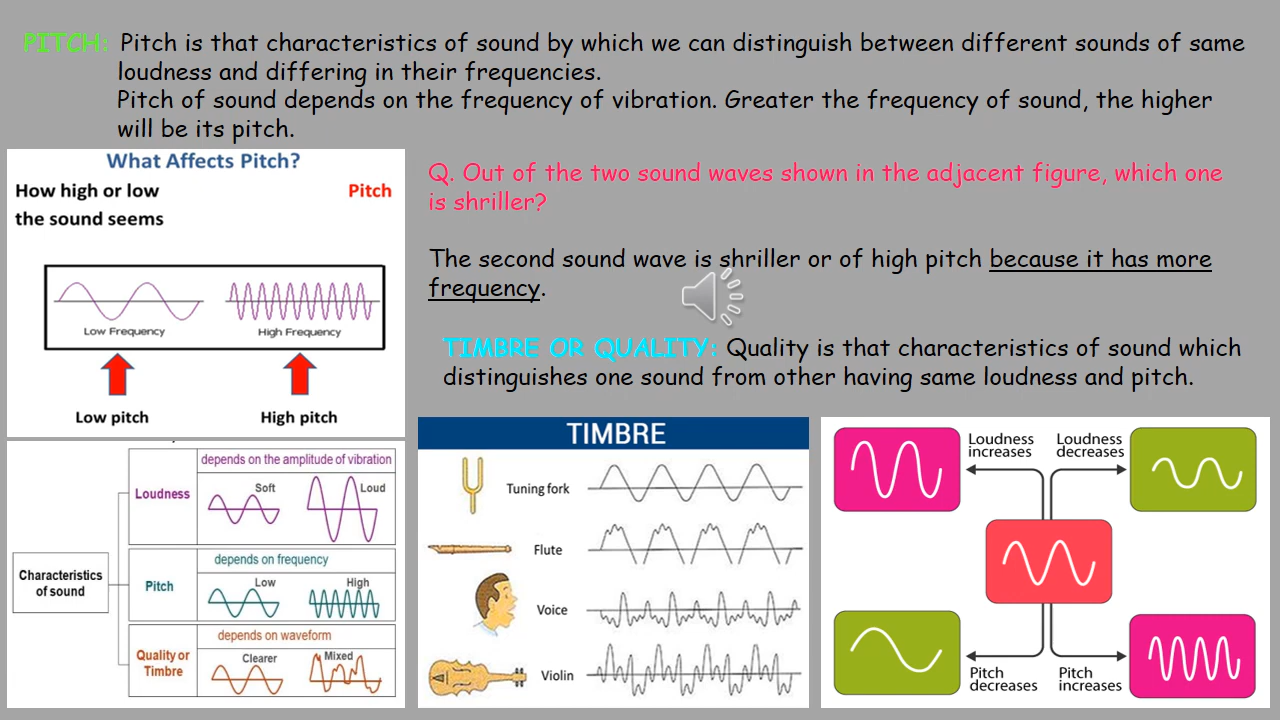 PITCH: Pitch is that characteristics of sound by which we can distinguish between different sounds of same
loudness and differing in their frequencies.
Pitch of sound depends on the frequency of vibration. Greater the frequency of sound, the higher
will be its pitch.
What Affects Pitch?
How high or low
the sound seems
Pitch
Low Frequency
High Frequency
Low pitch
High pitch
Q. Out of the two sound waves shown in the adjacent figure, which one
is shriller?
The second sound wave is shriller or of high pitch because it has more
frequency.
TIMBRE OR QUALITY: Quality is that characteristics of sound which
distinguishes one sound from other having same loudness and pitch.
Characteristics
of sound
Loudness
depends on the amplitude of vibration
Soft
Loud
Pitch
depends on frequency
Low
High
Quality or
Timbre
depends on waveform
Clearer
Mixed
TIMBRE
Tuning fork
Flute
Voice
Violin
Loudness
increases
Loudness
decreases
Pitch
decreases
Pitch
increases